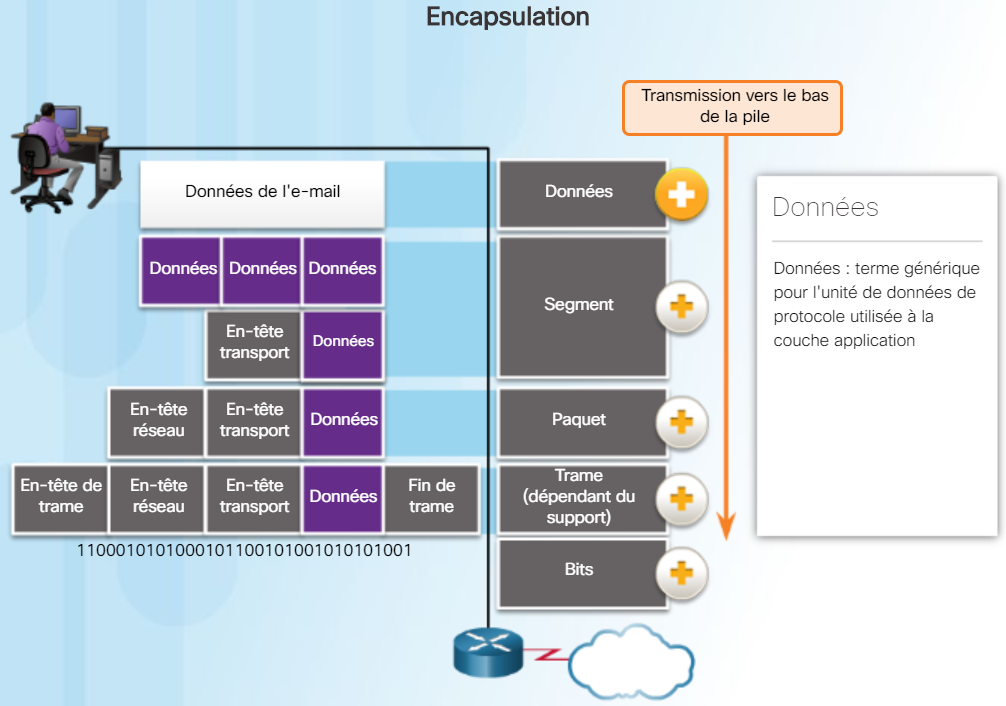 Encapsulation
Transmission vers le bas
de la pile
Données de l'e-mail
Données
Données
Données : terme générique
pour l'unité de données de
protocole utilisée à la
couche application
Données Données Données
Segment
En-tête
transport
Données
En-tête
réseau
En-tête
transport
Données
Paquet
En-tête de
trame
En-tête
réseau
En-tête
transport
Données
Fin de
trame
Trame
(dépendant du
support)
1100010101000101100101001010101001
Bits